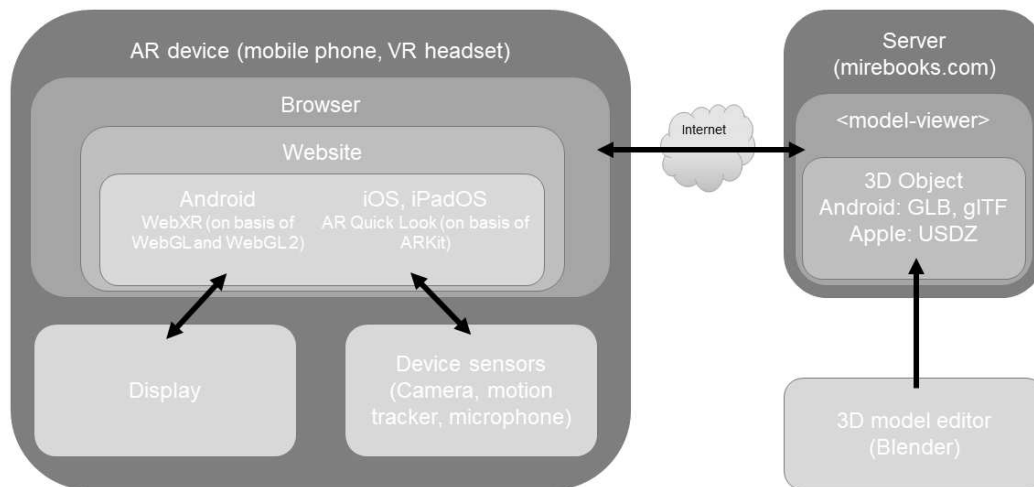 AR device (mobile phone, VR headset)
Browser
Website
Android
WebXR (on basis of
WebGL and WebGL 2)
iOS, iPadOS
AR Quick Look (on basis of
ARKit)
Display
Device sensors
(Camera, motion
tracker, microphone)
Internet
Server
(mirebooks.com)
<model-viewer>
3D Object
Android: GLB, glTF
Apple: USDZ
3D model editor
(Blender)